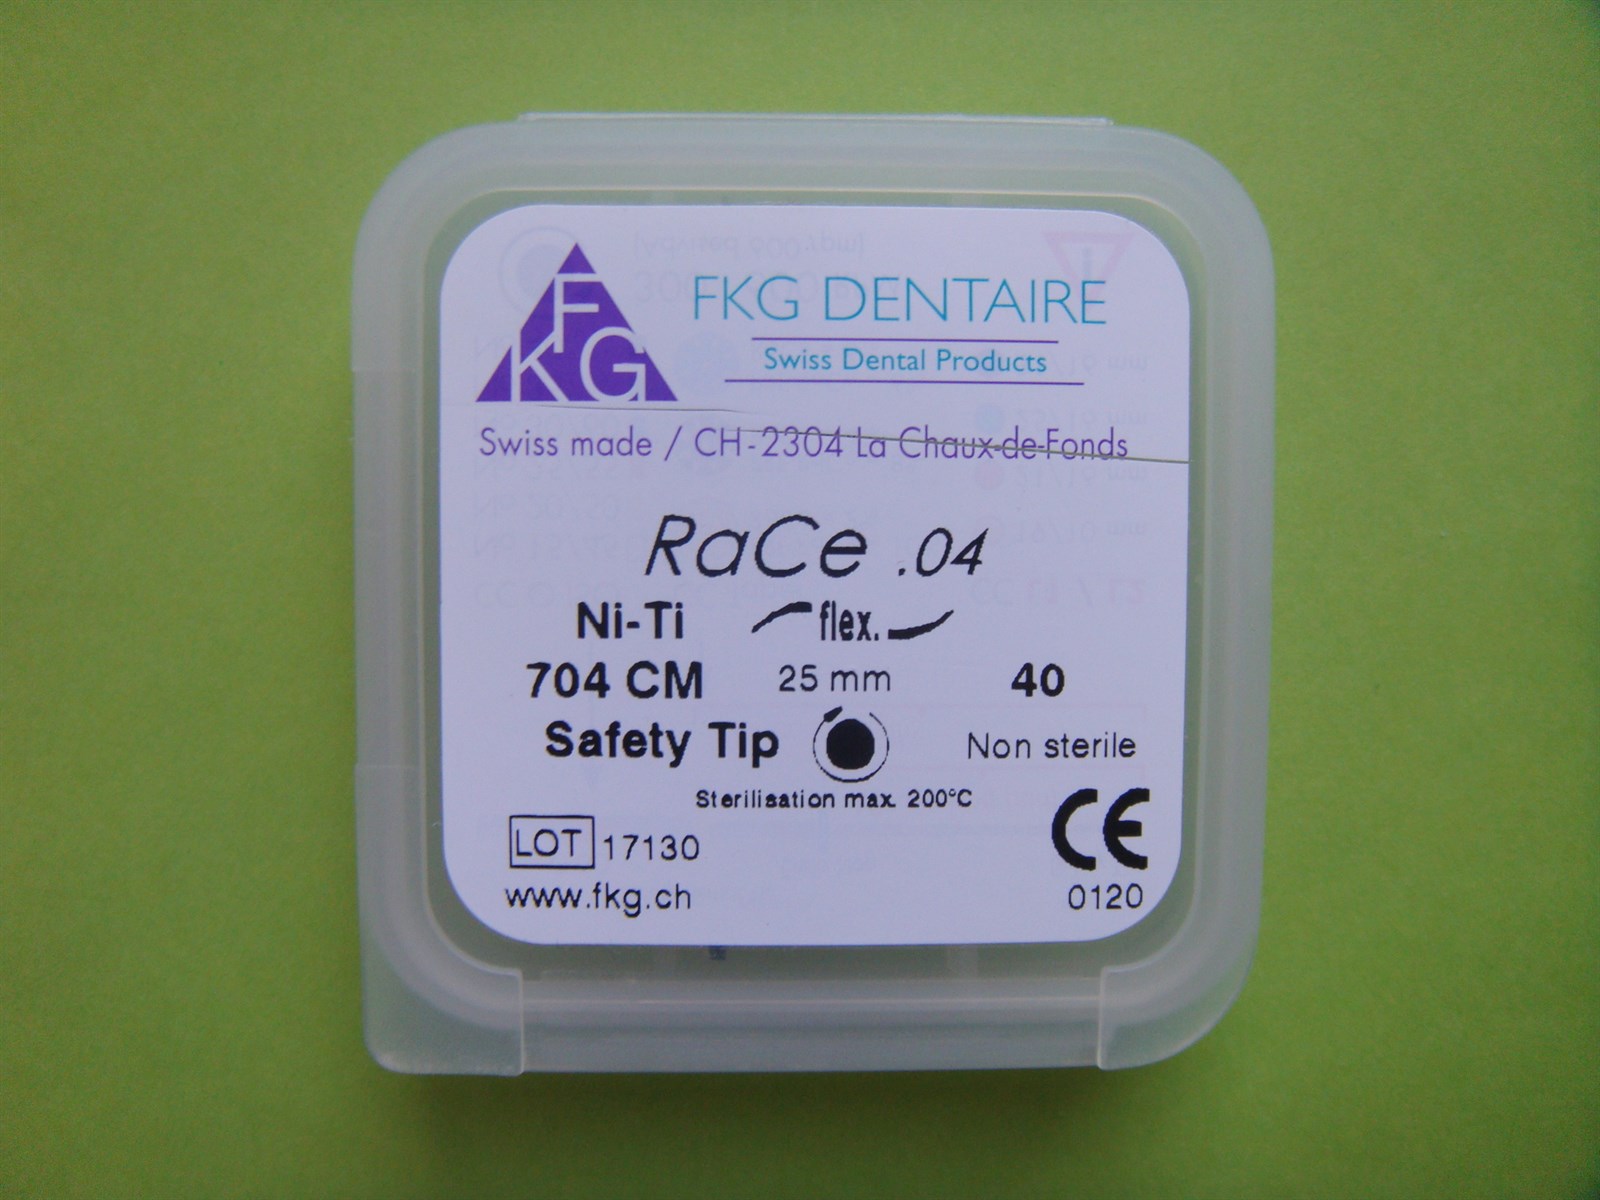 FKG
FKG DENTAIRE
Swiss Dental Products
Swiss made / CH-2304 La Chaux-de-Fonds
RaCe .04
Ni-Ti flex.
704 CM 25 mm 40
Safety Tip Non sterile
Sterilisation max. 200°C
LOT 17130
www.fkg.ch
CE
0120